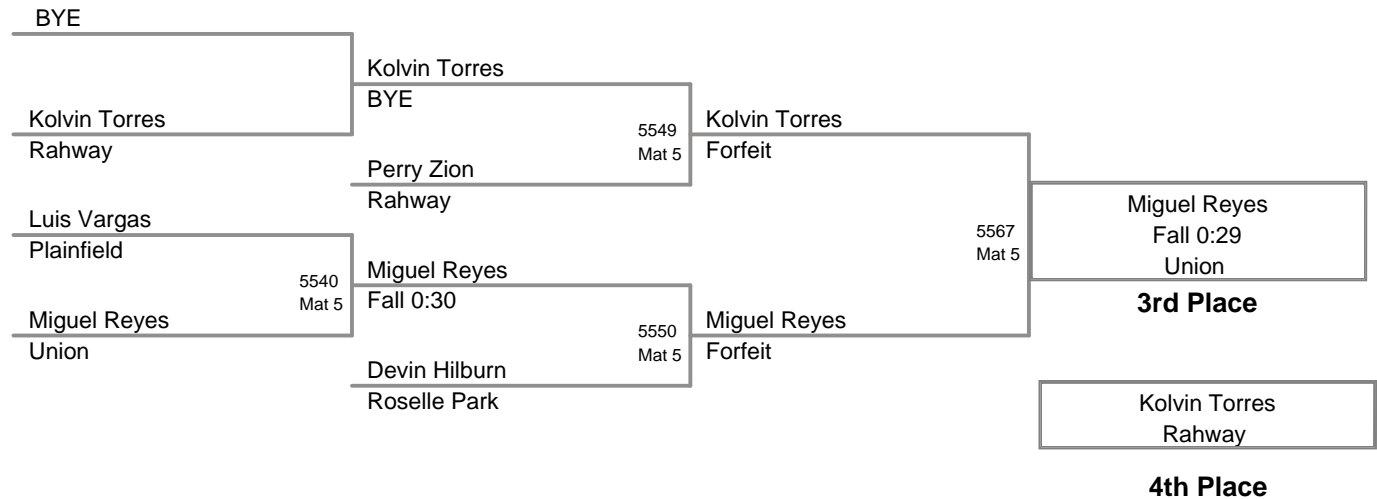 BYE
Kolvin Torres
BYE
Kolvin Torres
Rahway
5549
Mat 5
Kolvin Torres
Forfeit
Perry Zion
Rahway
Luis Vargas
Plainfield
5540
Mat 5
Miguel Reyes
Fall 0:30
Miguel Reyes
Union
5550
Mat 5
Miguel Reyes
Forfeit
Devin Hilburn
Roselle Park
5567
Mat 5
Miguel Reyes
Fall 0:29
Union
3rd Place
Kolvin Torres
Rahway
4th Place